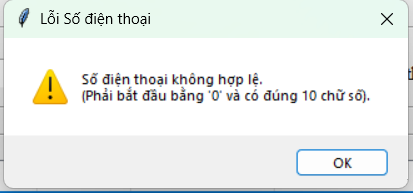 Lỗi Số điện thoại
Số điện thoại không hợp lệ.
(Phải bắt đầu bằng '0' và có đúng 10 chữ số).
OK